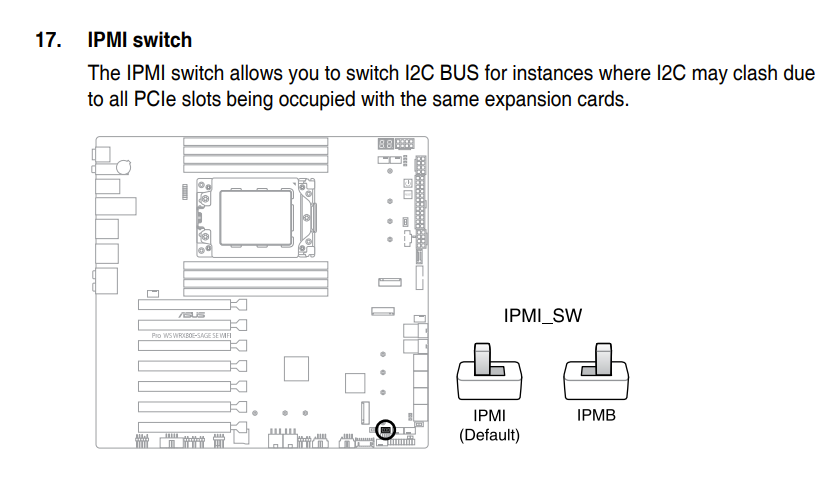 17. IPMI switch
The IPMI switch allows you to switch I2C BUS for instances where I2C may clash due
to all PCIe slots being occupied with the same expansion cards.
ASUS
Pro WS WRX80E-SAGE SE WIFI
IPMI_SW
IPMI
(Default)
IPMB